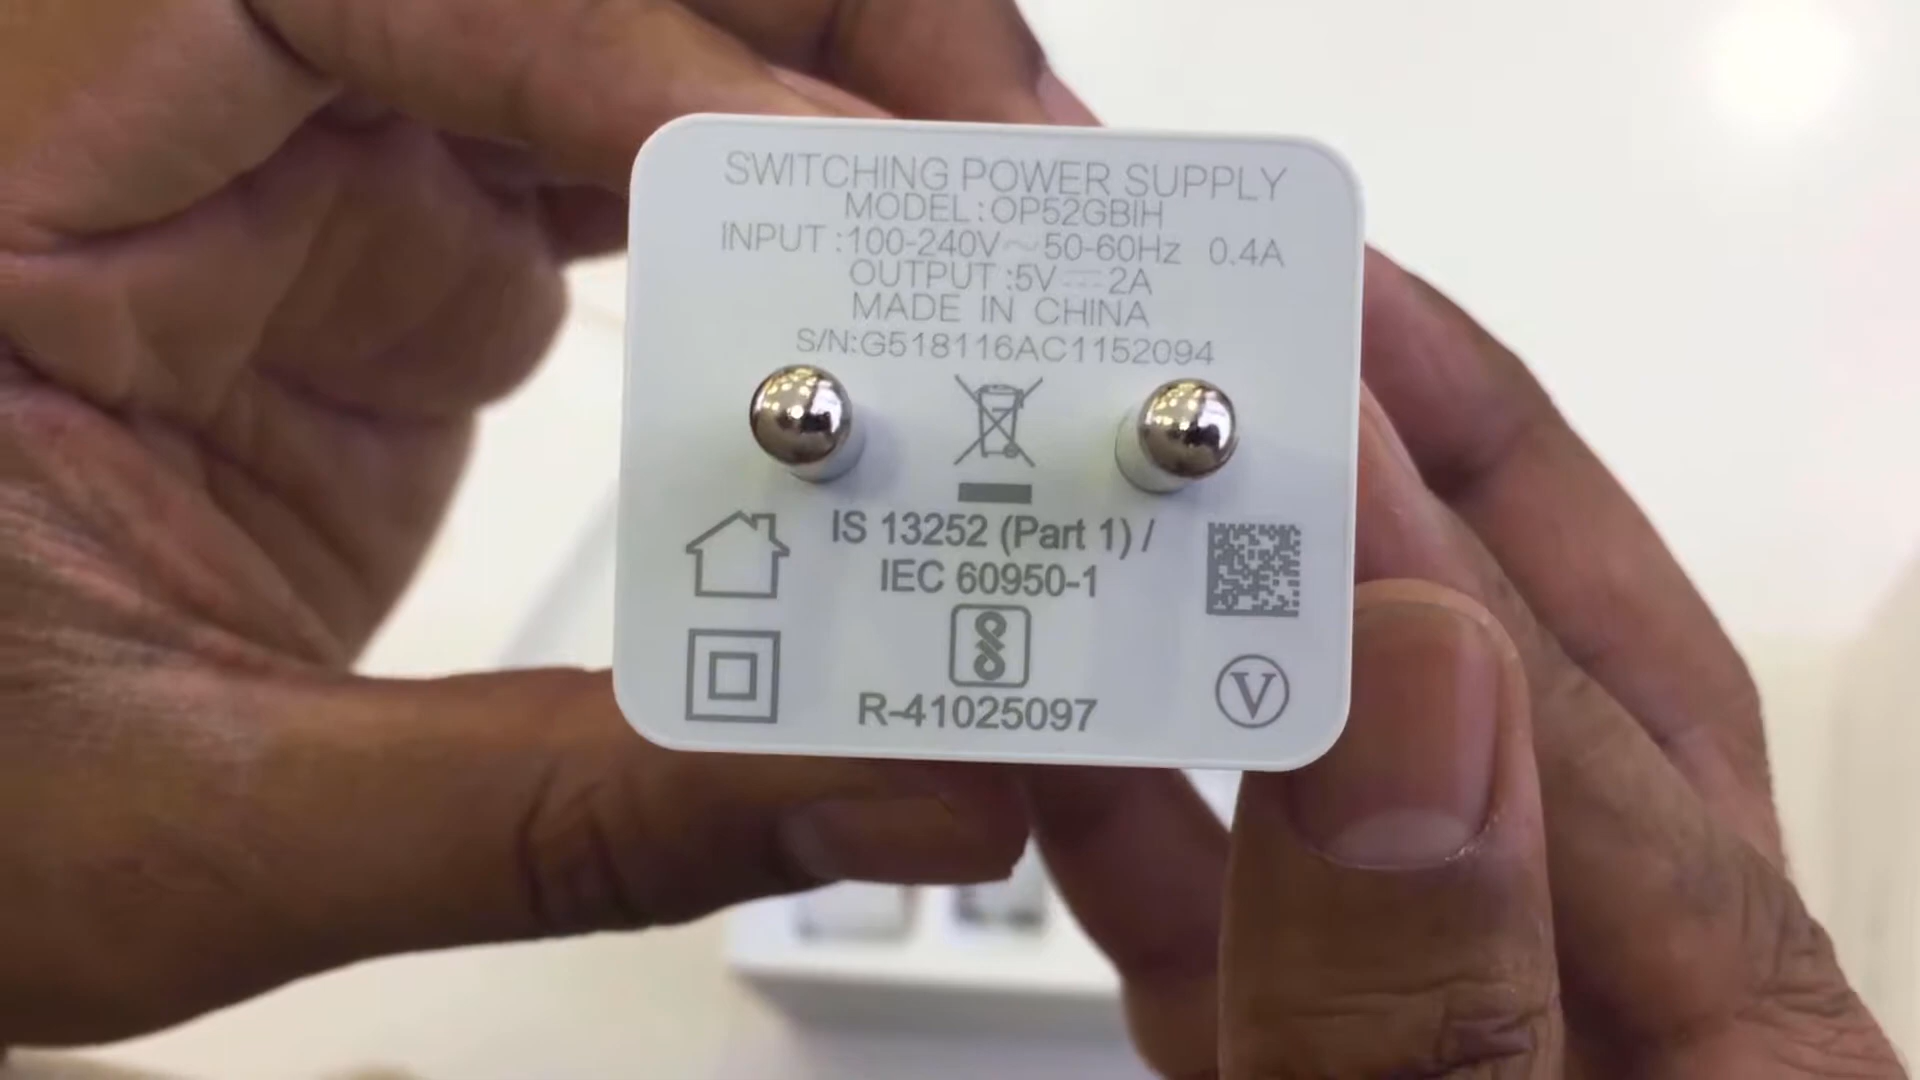 SWITCHING POWER SUPPLY
MODEL:OP52GBIH
INPUT :100-240V~50-60Hz 0.4A
OUTPUT :5V⎓2A
MADE IN CHINA
S/N:G518116AC1152094
IS 13252 (Part 1) /
IEC 60950-1
R-41025097
V